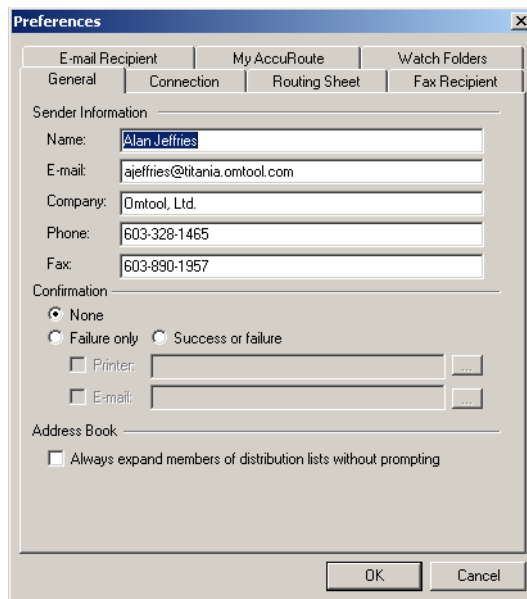 Preferences
E-mail Recipient My AccuRoute Watch Folders
General Connection Routing Sheet Fax Recipient
Sender Information
Name: Alan Jeffries
E-mail: ajeffries@titania.omtool.com
Company: Omtool, Ltd.
Phone: 603-328-1465
Fax: 603-890-1957
Confirmation
None
Failure only Success or failure
Printer: ...
E-mail: ...
Address Book
Always expand members of distribution lists without prompting
OK Cancel